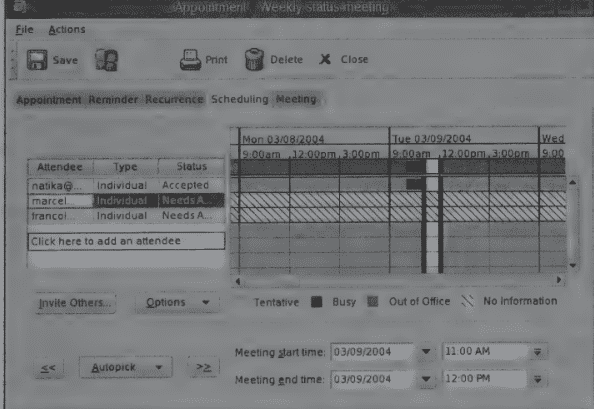 Appointment - Weekly status meeting
File Actions
Save Print Delete Close
Appointment Reminder Recurrence Scheduling Meeting
Mon 03/08/2004 Tue 03/09/2004 Wed
9:00am 12:00pm 3:00pm 9:00am 12:00pm 3:00pm 9:00
Attendee Type Status
natika@... Individual Accepted
marcel... Individual Needs A...
francoi... Individual Needs A...
Click here to add an attendee
Invite Others... Options Tentative Busy Out of Office No Information
Meeting start time: 03/09/2004 11:00 AM
<< Autopick >>
Meeting end time: 03/09/2004 12:00 PM